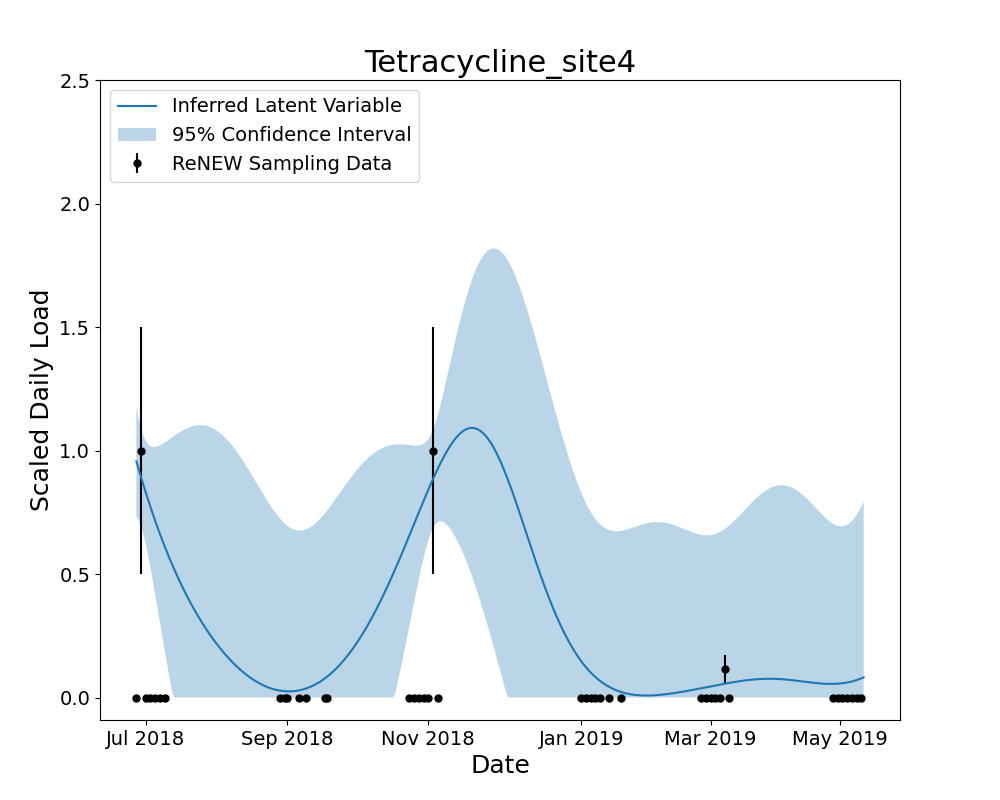 Tetracycline_site4
2.5
2.0
1.5
1.0
0.5
0.0
Scaled Daily Load
Inferred Latent Variable
95% Confidence Interval
ReNEW Sampling Data
Jul 2018
Sep 2018
Nov 2018
Jan 2019
Mar 2019
May 2019
Date